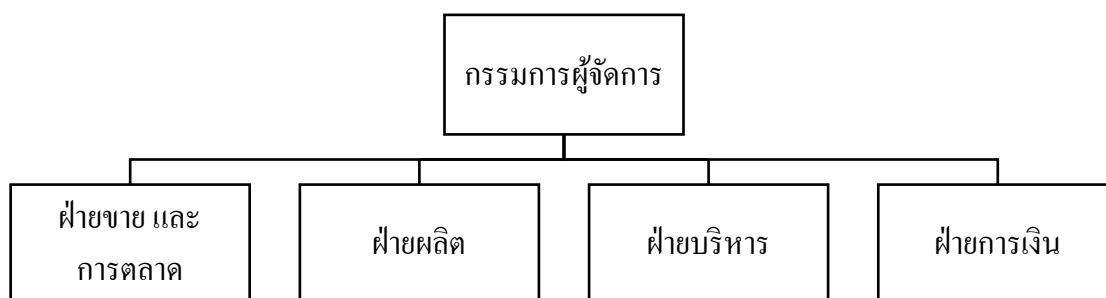 กรรมการผู้จัดการ
ฝ่ายขาย และ
การตลาด
ฝ่ายผลิต
ฝ่ายบริหาร
ฝ่ายการเงิน